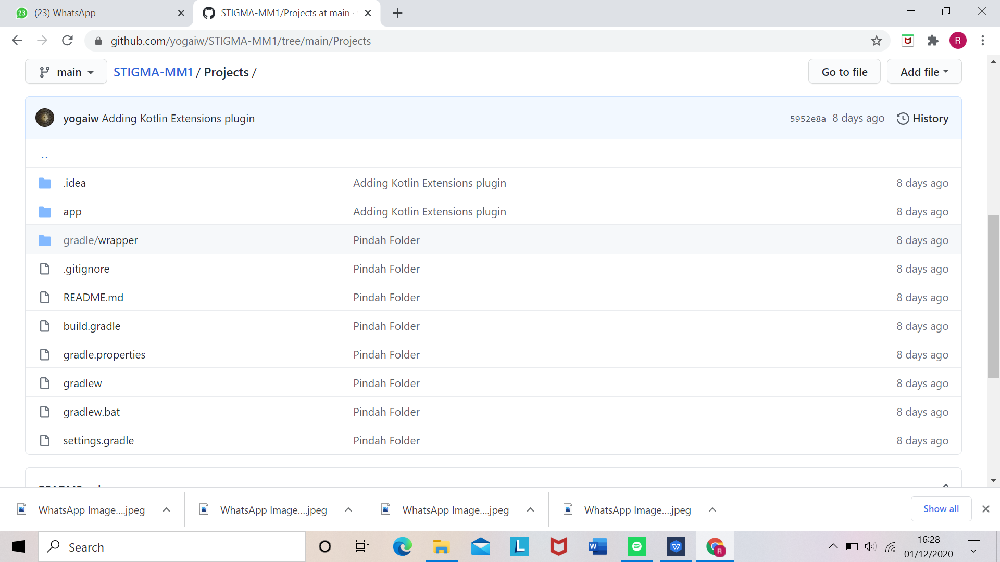 23 (23) WhatsApp
STIGMA-MM1/Projects at main ·
github.com/yogaiw/STIGMA-MM1/tree/main/Projects
R
main STIGMA-MM1 / Projects / Go to file Add file
yogaiw Adding Kotlin Extensions plugin 5952e8a 8 days ago History
..
.idea Adding Kotlin Extensions plugin 8 days ago
app Adding Kotlin Extensions plugin 8 days ago
gradle/wrapper Pindah Folder 8 days ago
.gitignore Pindah Folder 8 days ago
README.md Pindah Folder 8 days ago
build.gradle Pindah Folder 8 days ago
gradle.properties Pindah Folder 8 days ago
gradlew Pindah Folder 8 days ago
gradlew.bat Pindah Folder 8 days ago
settings.gradle Pindah Folder 8 days ago
WhatsApp Image....jpeg WhatsApp Image....jpeg WhatsApp Image....jpeg WhatsApp Image....jpeg Show all
Search L W W R 16:28
01/12/2020